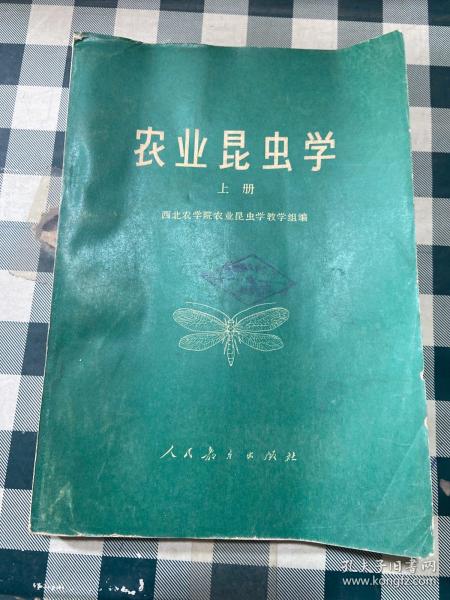 农业昆虫学
上册
西北农学院农业昆虫学教学组编
人民教育出版社
孔夫子旧书网
www.kongfz.com